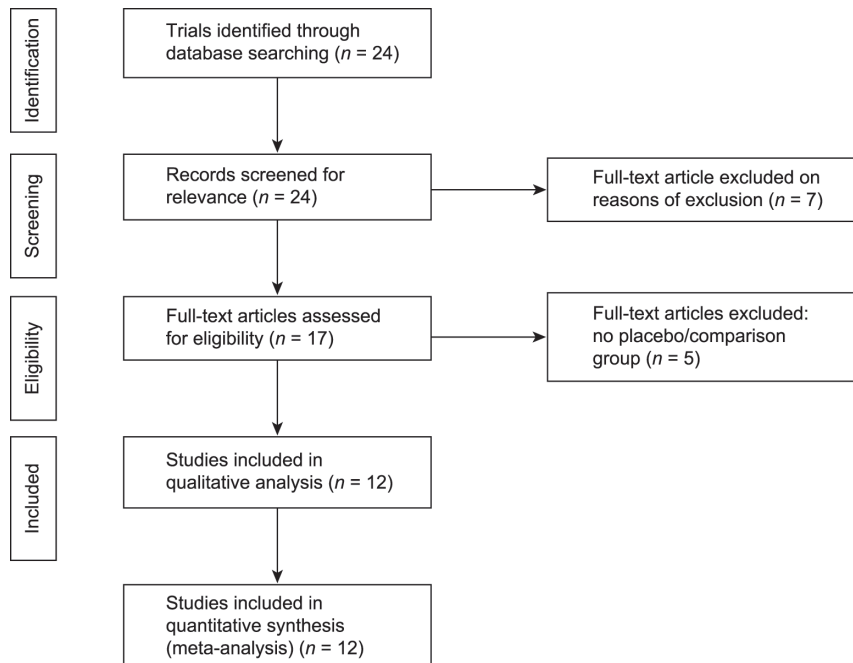 Identification
Trials identified through
database searching (n = 24)
Screening
Records screened for
relevance (n = 24)
Full-text article excluded on
reasons of exclusion (n = 7)
Eligibility
Full-text articles assessed
for eligibility (n = 17)
Full-text articles excluded:
no placebo/comparison
group (n = 5)
Included
Studies included in
qualitative analysis (n = 12)
Studies included in
quantitative synthesis
(meta-analysis) (n = 12)